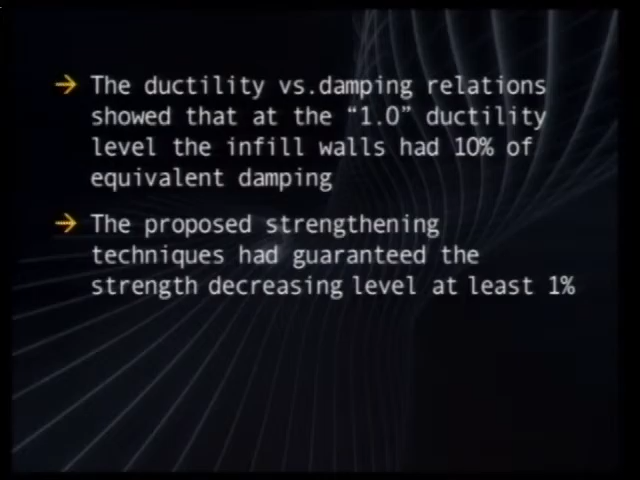 → The ductility vs.damping relations
showed that at the “1.0” ductility
level the infill walls had 10% of
equivalent damping
→ The proposed strengthening
techniques had guaranteed the
strength decreasing level at least 1%